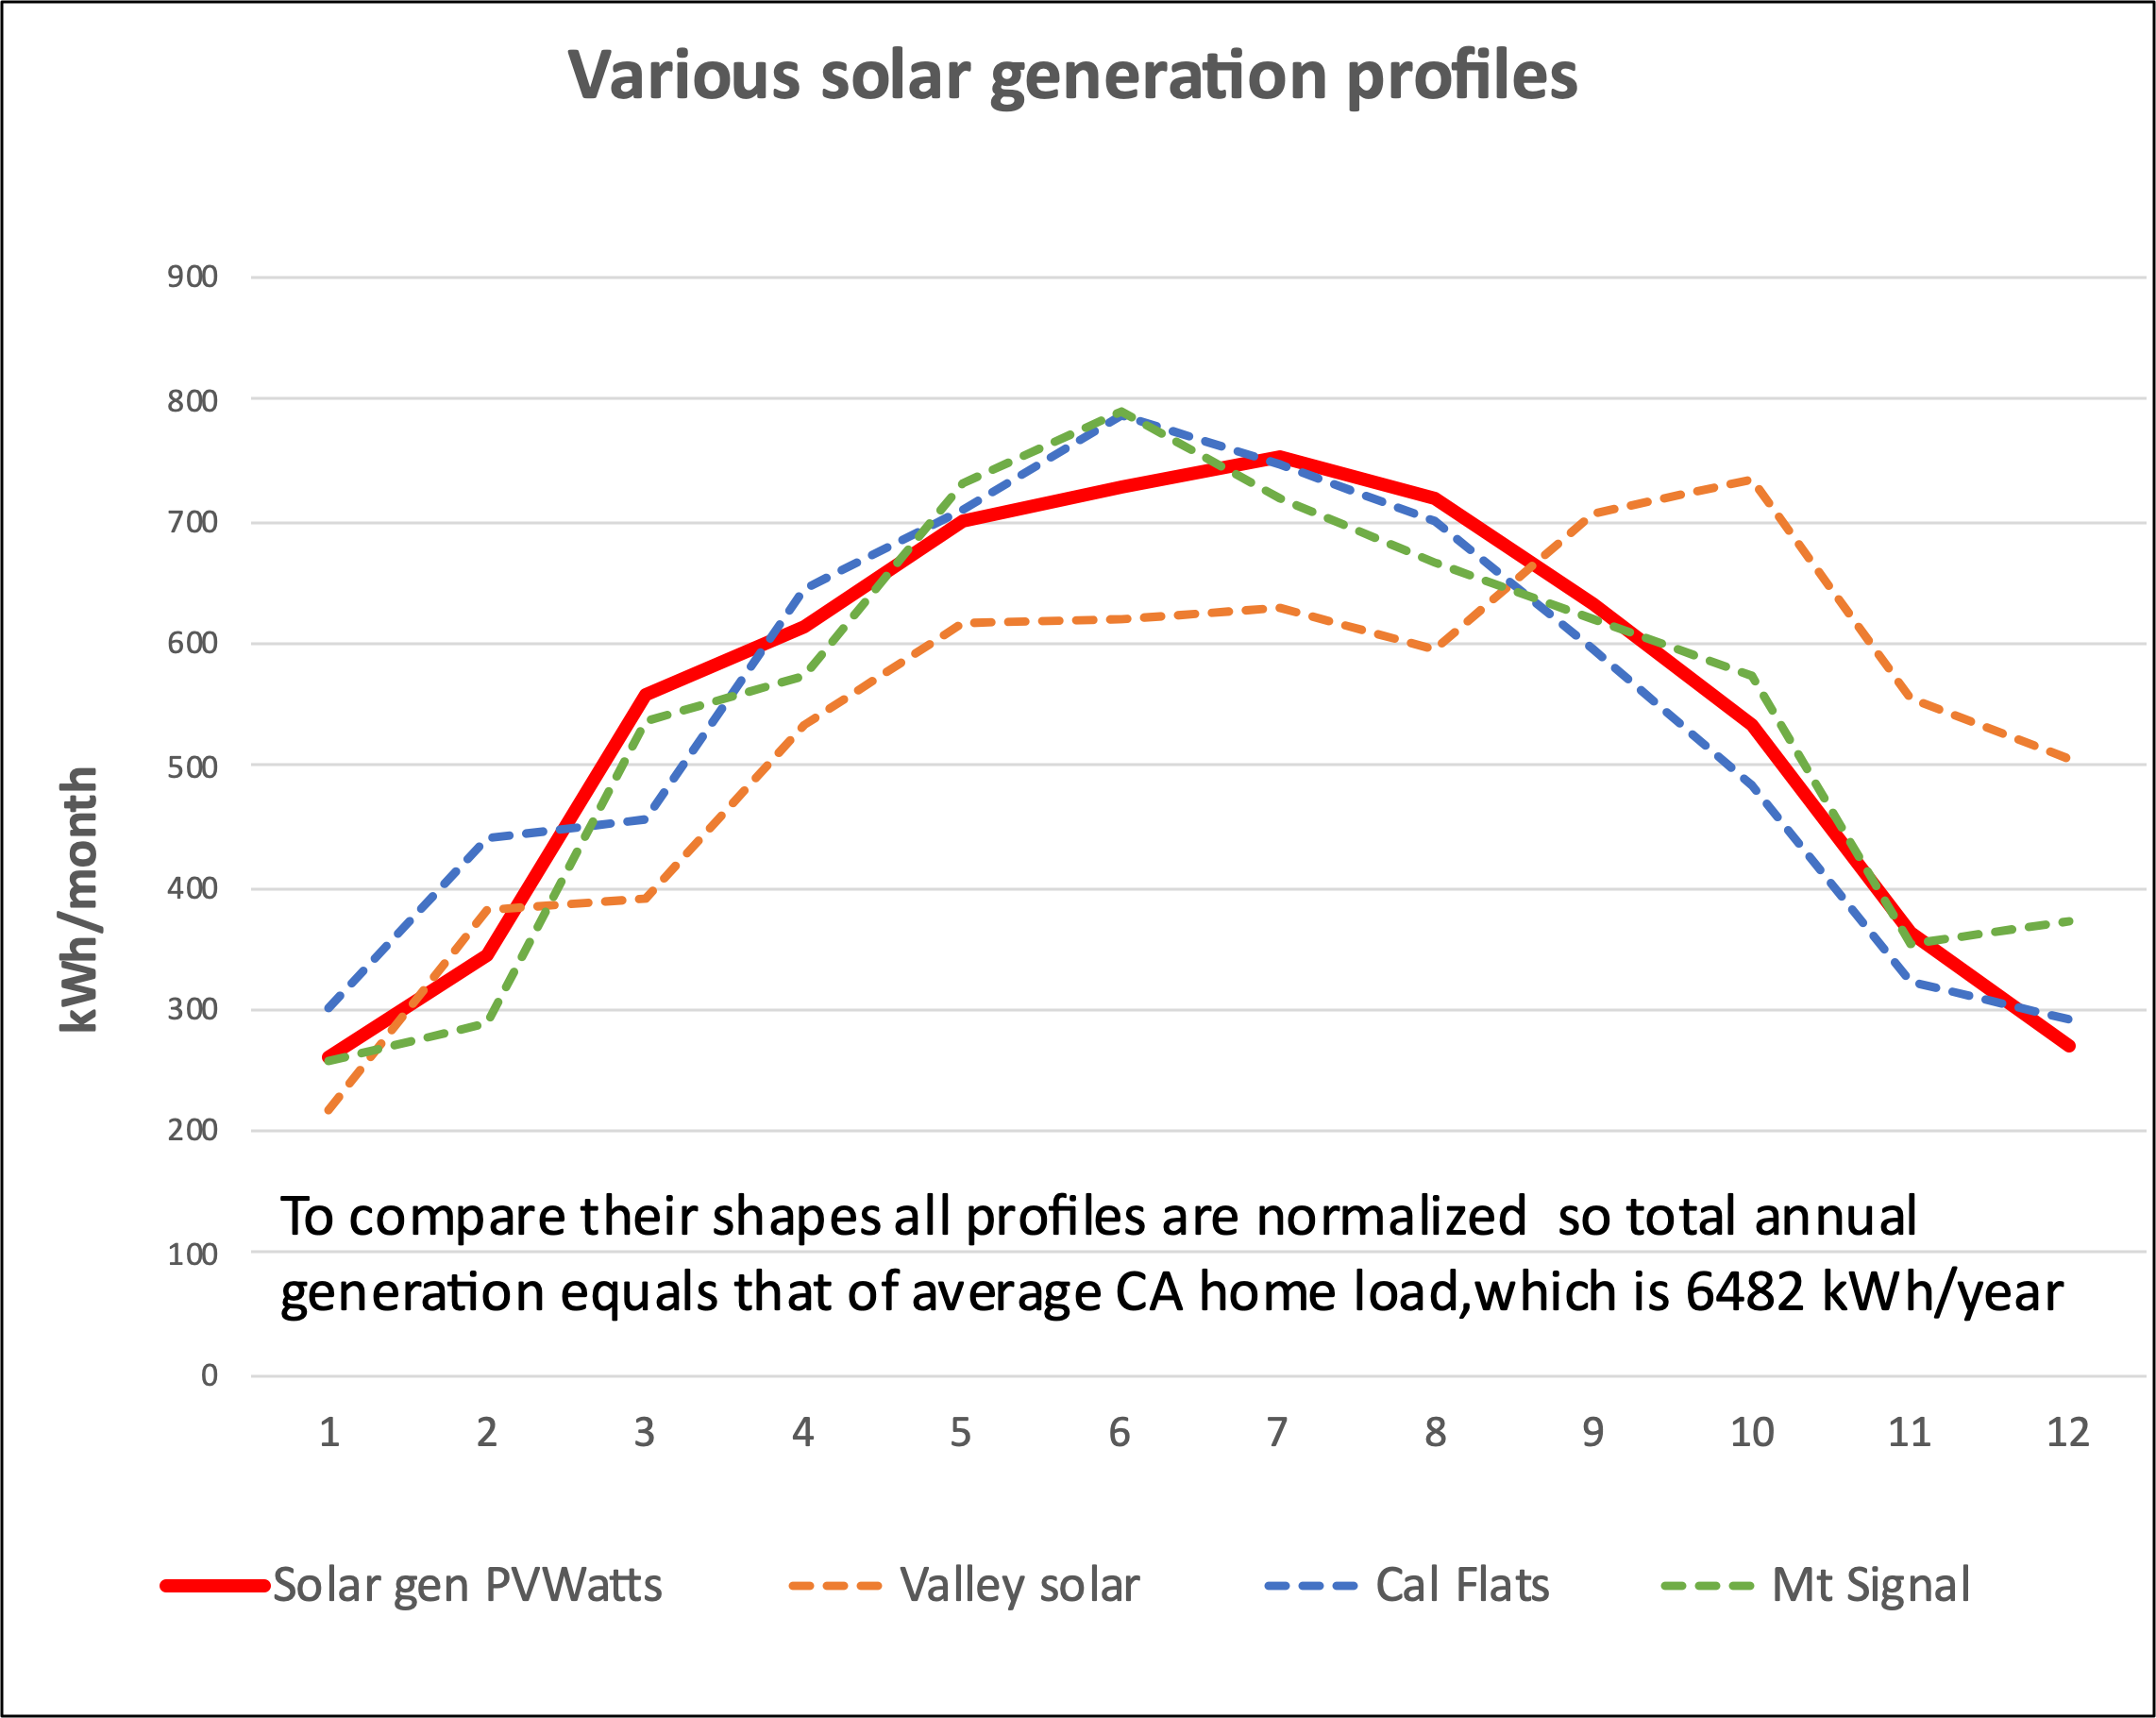 Various solar generation profiles
kWh/month
900
800
700
600
500
400
300
200
100
0
To compare their shapes all profiles are normalized  so total annual
generation equals that of average CA home load,which is 6482 kWh/year
1 2 3 4 5 6 7 8 9 10 11 12
Solar gen PVWatts Valley solar Cal Flats Mt Signal